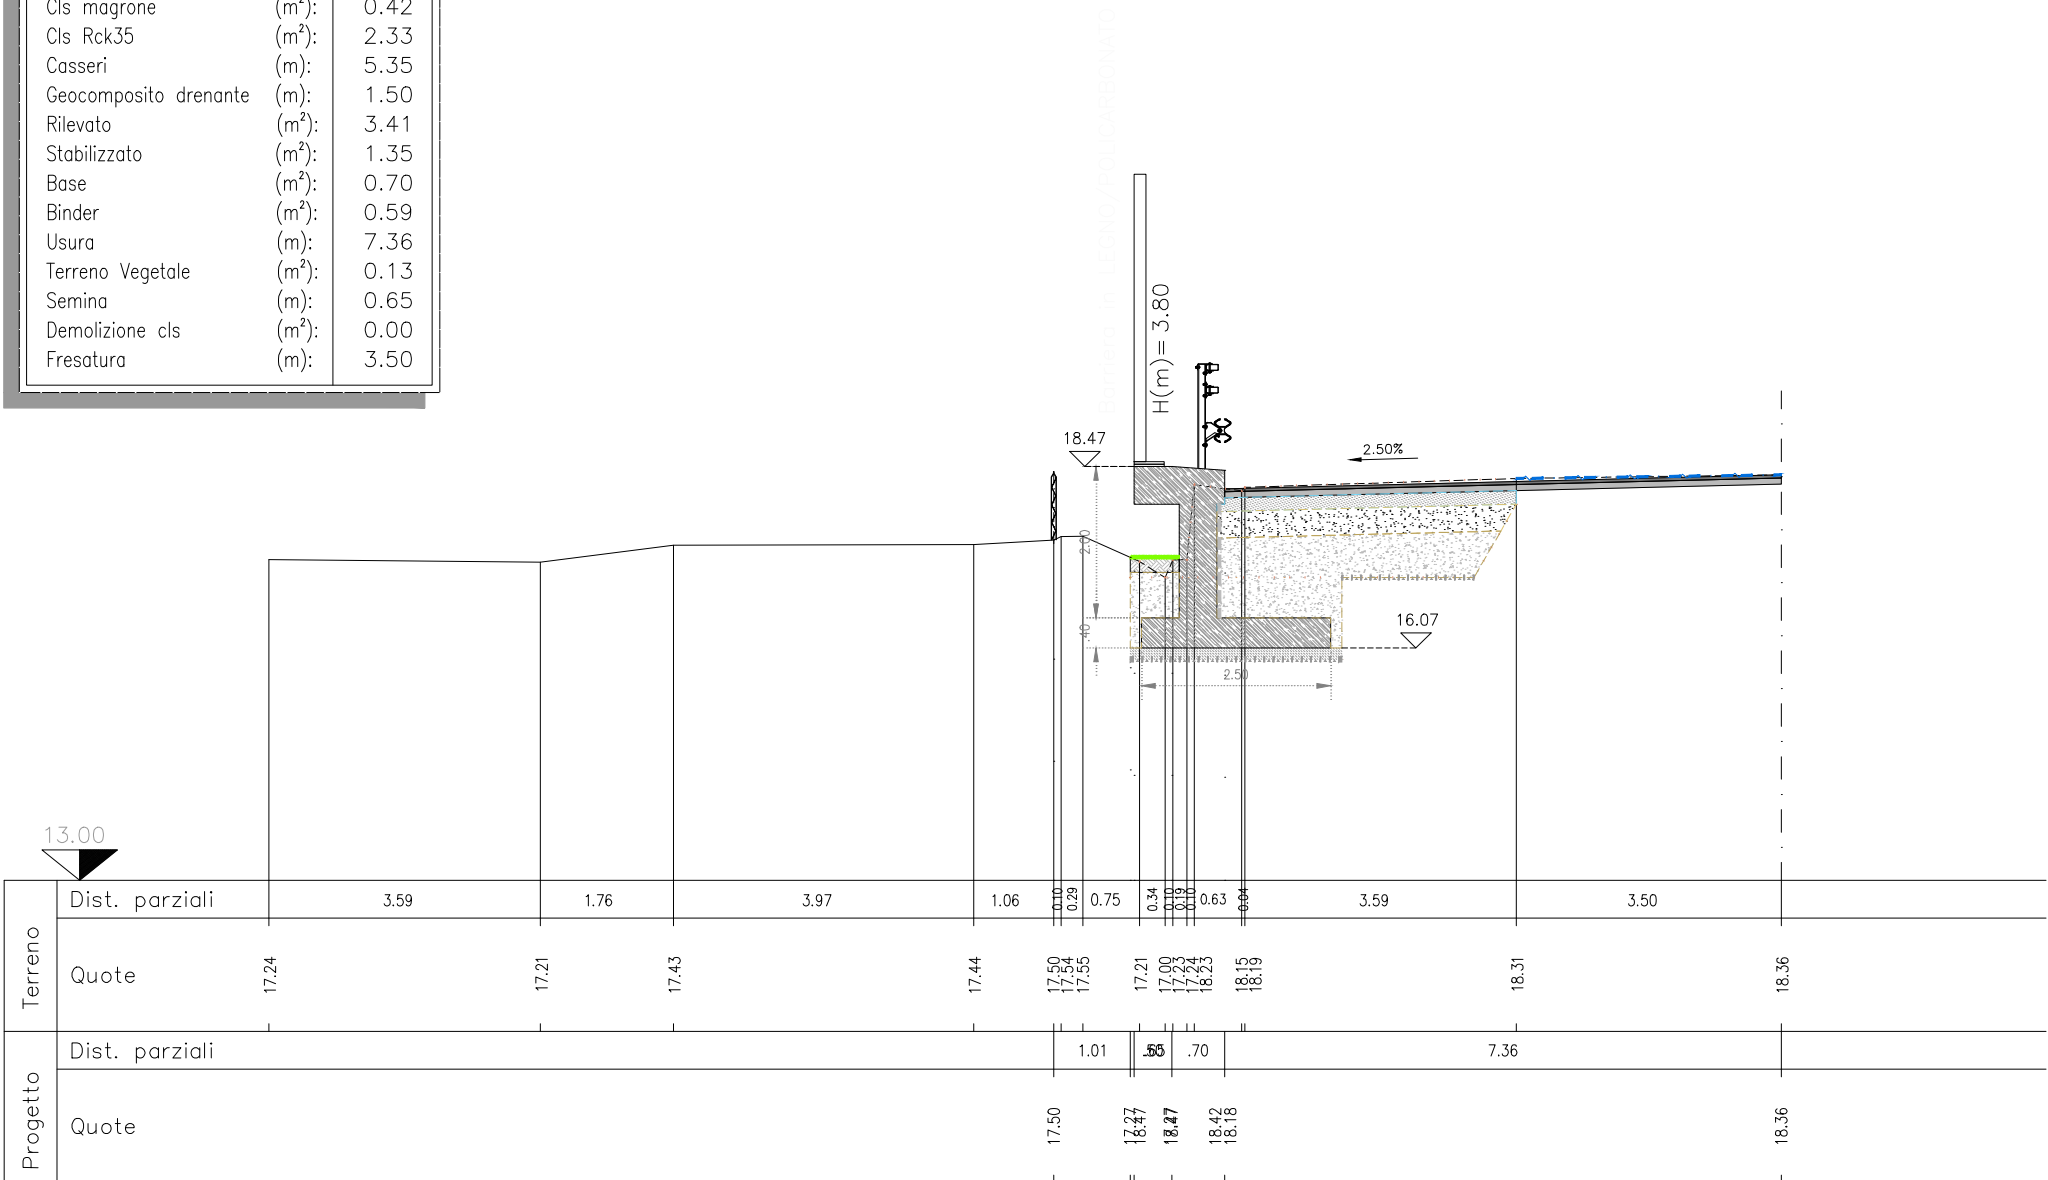 Cls magrone (m²): 0.42
Cls Rck35 (m²): 2.33
Casseri (m): 5.35
Geocomposito drenante (m): 1.50
Rilevato (m²): 3.41
Stabilizzato (m²): 1.35
Base (m²): 0.70
Binder (m²): 0.59
Usura (m): 7.36
Terreno Vegetale (m²): 0.13
Semina (m): 0.65
Demolizione cls (m²): 0.00
Fresatura (m): 3.50
H(m)= 3.80
18.47
2.50%
2.00
.40
16.07
2.50
13.00
Terreno
Dist. parziali 3.59 1.76 3.97 1.06 0.10 0.29 0.75 0.34 0.10 0.19 0.10 0.63 0.04 3.59 3.50
Quote 17.24 17.21 17.43 17.44 17.50 17.54 17.55 17.21 17.00 17.23 17.24 18.23 18.15 18.19 18.31 18.36
Progetto
Dist. parziali 1.01 .70 7.36
Quote 17.50 17.27 18.47 18.42 18.18 18.36